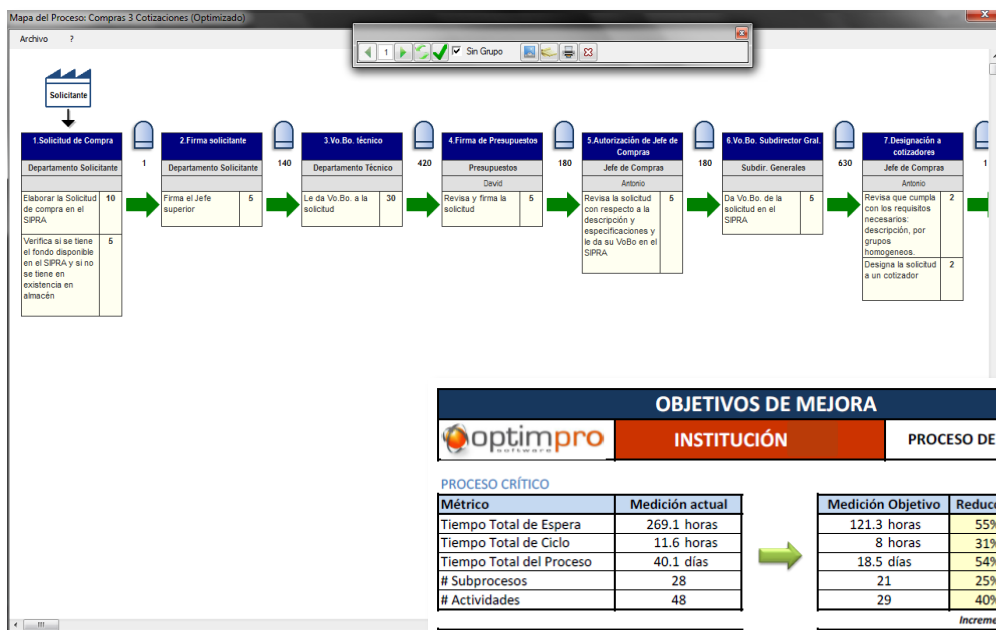 Mapa del Proceso: Compras 3 Cotizaciones (Optimizado)
Archivo ?
1 Sin Grupo
Solicitante
1.Solicitud de Compra
Departamento Solicitante
Elaborar la Solicitud de compra en el SIPRA 10
Verifica si se tiene el fondo disponible en el SIPRA y si no se tiene en existencia en almacén 5
1
2.Firma solicitante
Departamento Solicitante
Firma el Jefe superior 5
140
3.Vo.Bo. técnico
Departamento Técnico
Le da Vo.Bo. a la solicitud 30
420
4.Firma de Presupuestos
Presupuestos
David
Revisa y firma la solicitud 5
180
5.Autorización de Jefe de Compras
Jefe de Compras
Antonio
Revisa la solicitud con respecto a la descripción y especificaciones y le da su VoBo en el SIPRA 5
180
6.Vo.Bo. Subdirector Gral.
Subdir. Generales
Da Vo.Bo. de la solicitud en el SIPRA 5
630
7.Designación a cotizadores
Jefe de Compras
Antonio
Revisa que cumpla con los requisitos necesarios: descripción, por grupos homogeneos. 2
Designa la solicitud a un cotizador 2
1
OBJETIVOS DE MEJORA
optimpro
software
INSTITUCIÓN
PROCESO DE
PROCESO CRÍTICO
Métrico Medición actual Medición Objetivo Reducc
Tiempo Total de Espera 269.1 horas 121.3 horas 55%
Tiempo Total de Ciclo 11.6 horas 8 horas 31%
Tiempo Total del Proceso 40.1 días 18.5 días 54%
# Subprocesos 28 21 25%
# Actividades 48 29 40%
Increme